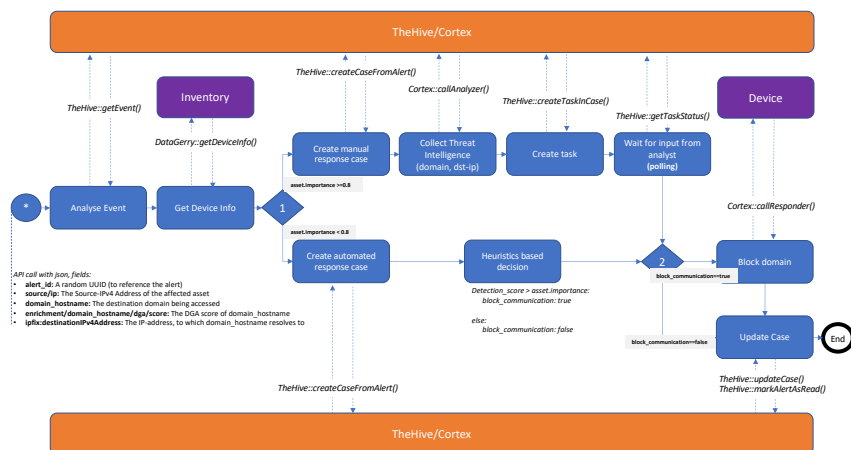 TheHive/Cortex
TheHive::createCaseFromAlert()
Inventory
Cortex::callAnalyzer()
Device
TheHive::createTaskInCase()
TheHive::getEvent()
TheHive::getTaskStatus()
DataGerry::getDeviceInfo()
Create manual
response case
Collect Threat
Intelligence
(domain, dst-ip)
Create task
Wait for input from
analyst
(polling)
asset.importance >=0.8
*
Analyse Event
Get Device Info
1
Cortex::callResponder()
asset.importance < 0.8
Create automated
response case
Heuristics based
decision
2
Block domain
block_communication==true
API call with json, fields:
• alert_id: A random UUID (to reference the alert)
• source/ip: The Source-IPv4 Address of the affected asset
• domain_hostname: The destination domain being accessed
• enrichment/domain_hostname/dga/score: The DGA score of domain_hostname
• ipfix:destinationIPv4Address: The IP-address, to which domain_hostname resolves to
Detection_score > asset.importance:
block_communication: true
else:
block_communication: false
block_communication==false
Update Case
End
TheHive::createCaseFromAlert()
TheHive::updateCase()
TheHive::markAlertAsRead()
TheHive/Cortex